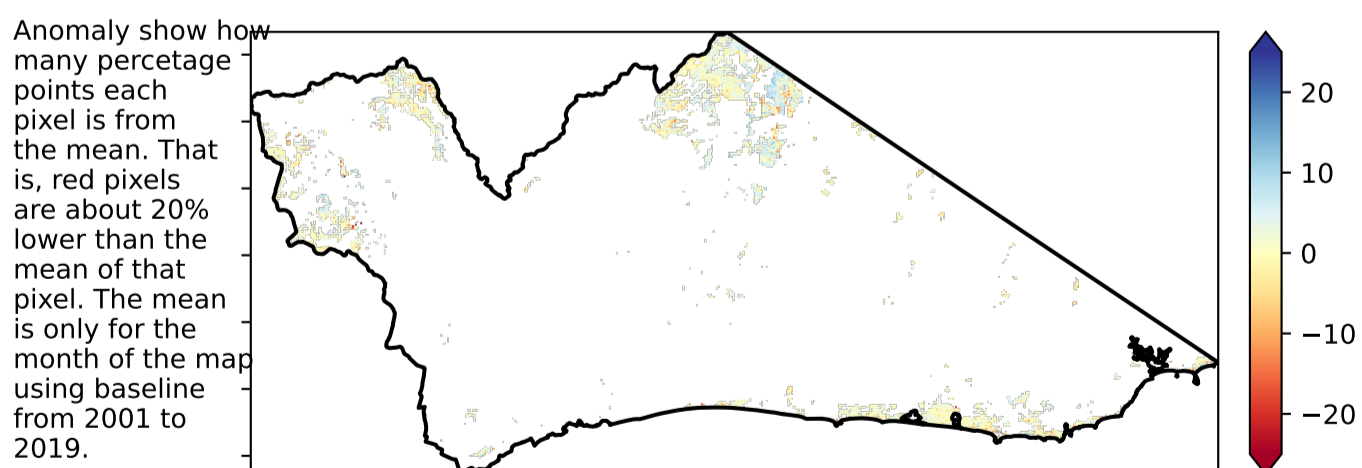 Anomaly show how
many percetage
points each
pixel is from
the mean. That
is, red pixels
are about 20%
lower than the
mean of that
pixel. The mean
is only for the
month of the map
using baseline
from 2001 to
2019.
20
10
0
−10
−20